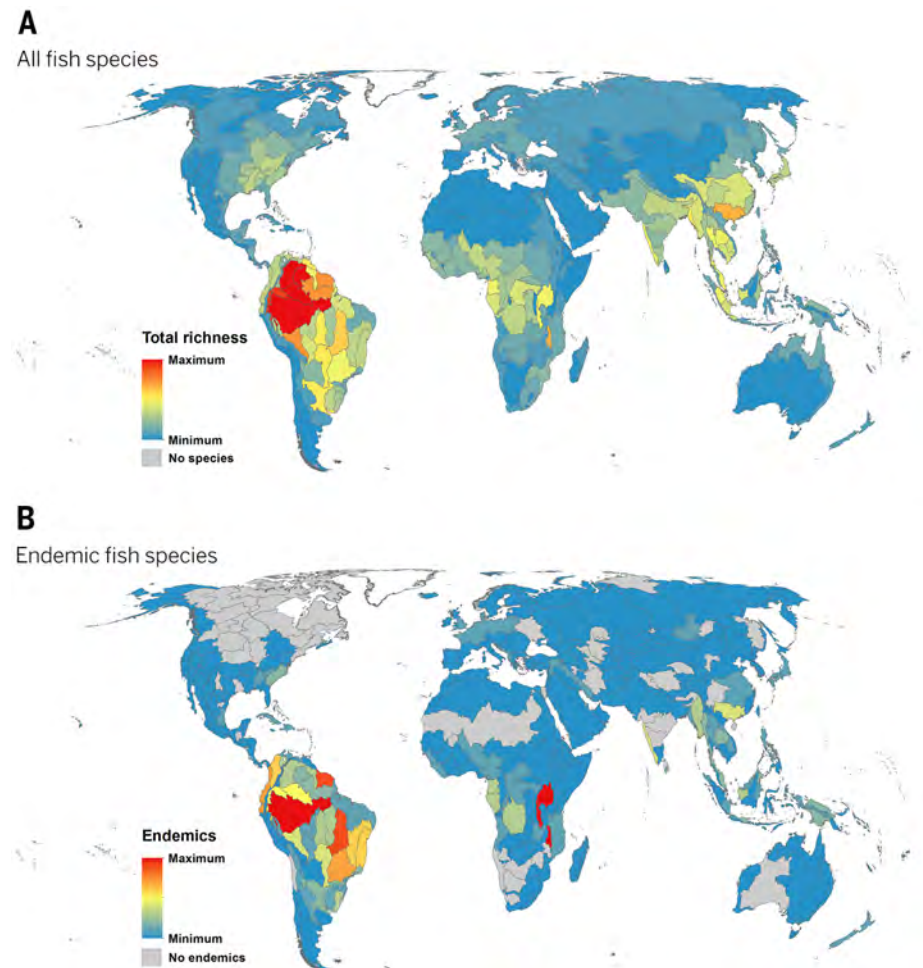 A
All fish species
Total richness
Maximum
Minimum
No species
B
Endemic fish species
Endemics
Maximum
Minimum
No endemics